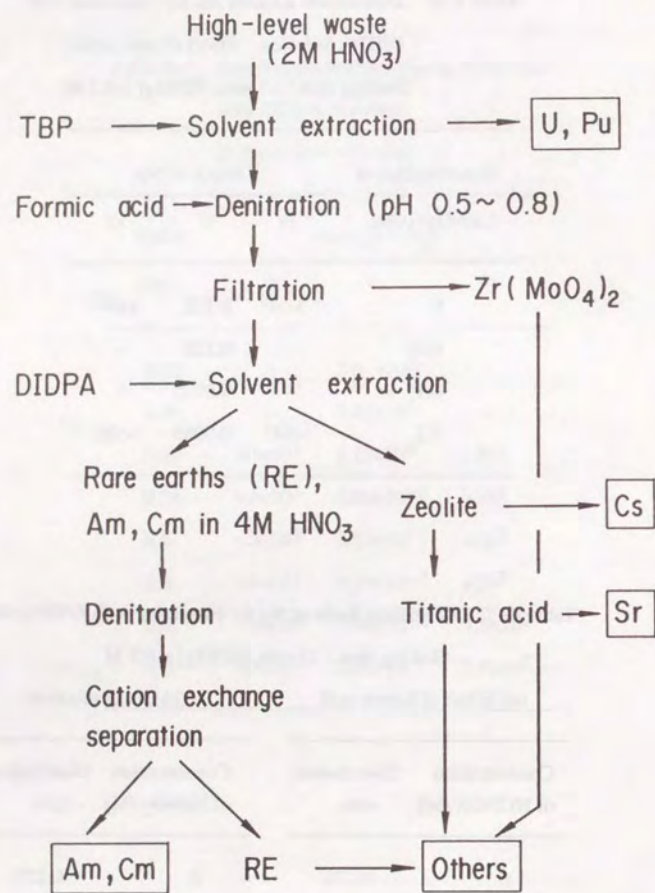 High-level waste
(2M HNO3)
TBP → Solvent extraction → U, Pu
Formic acid → Denitration (pH 0.5~0.8)
Filtration → Zr(MoO4)2
DIDPA → Solvent extraction
Rare earths (RE),
Am, Cm in 4M HNO3
Zeolite → Cs
Denitration
Titanic acid → Sr
Cation exchange
separation
Am, Cm
RE → Others